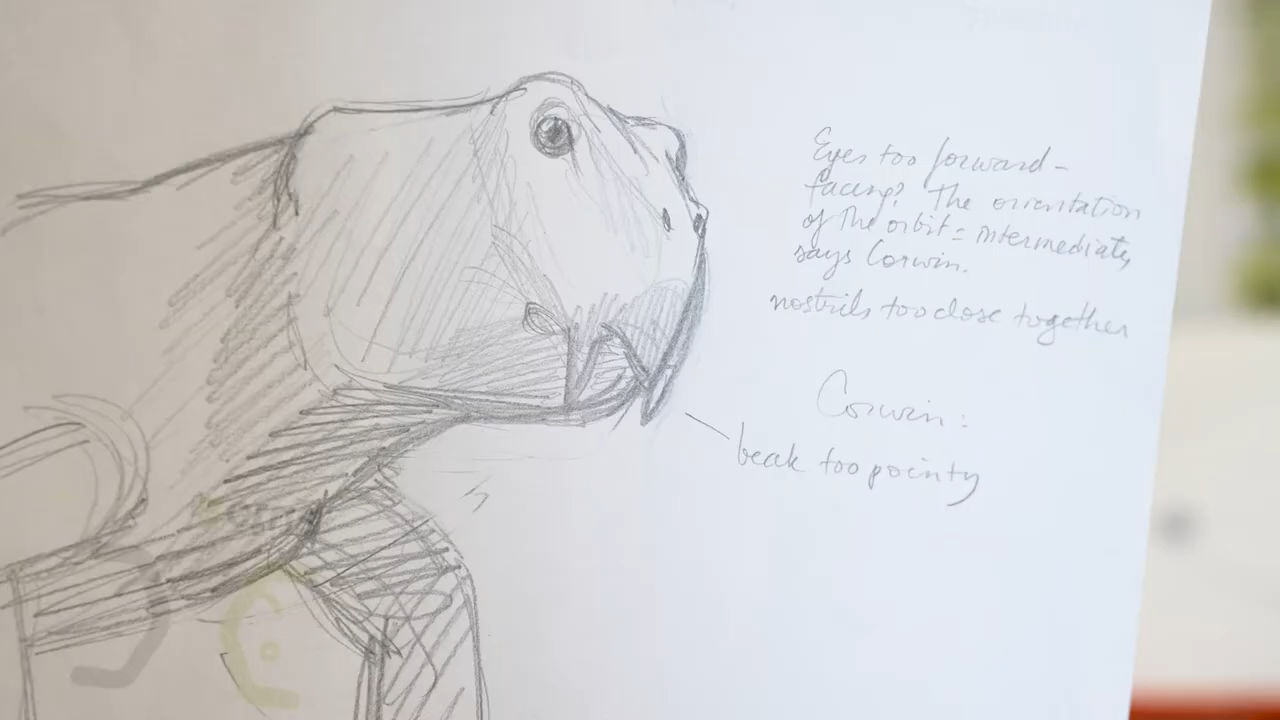 Eyes too forward-
facing? The orientation
of the orbit = intermediate,
says Corwin.
nostrils too close together
Corwin:
beak too pointy